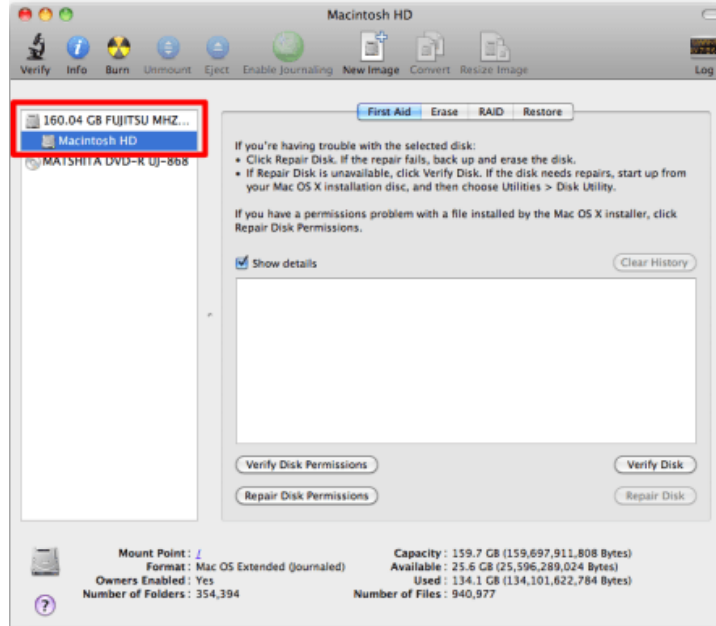 Macintosh HD
Verify Info Burn Unmount Eject Enable Journaling New Image Convert Resize Image Log
160.04 GB FUJITSU MHZ...
Macintosh HD
MATSHITA DVD-R UJ-868
First Aid Erase RAID Restore
If you're having trouble with the selected disk:
• Click Repair Disk. If the repair fails, back up and erase the disk.
• If Repair Disk is unavailable, click Verify Disk. If the disk needs repairs, start up from
your Mac OS X installation disc, and then choose Utilities > Disk Utility.
If you have a permissions problem with a file installed by the Mac OS X installer, click
Repair Disk Permissions.
Show details
Clear History
Verify Disk Permissions
Verify Disk
Repair Disk Permissions
Repair Disk
Mount Point : /
Format : Mac OS Extended (Journaled)
Owners Enabled : Yes
Number of Folders : 354,394
Capacity : 159.7 GB (159,697,911,808 Bytes)
Available : 25.6 GB (25,596,289,024 Bytes)
Used : 134.1 GB (134,101,622,784 Bytes)
Number of Files : 940,977
?